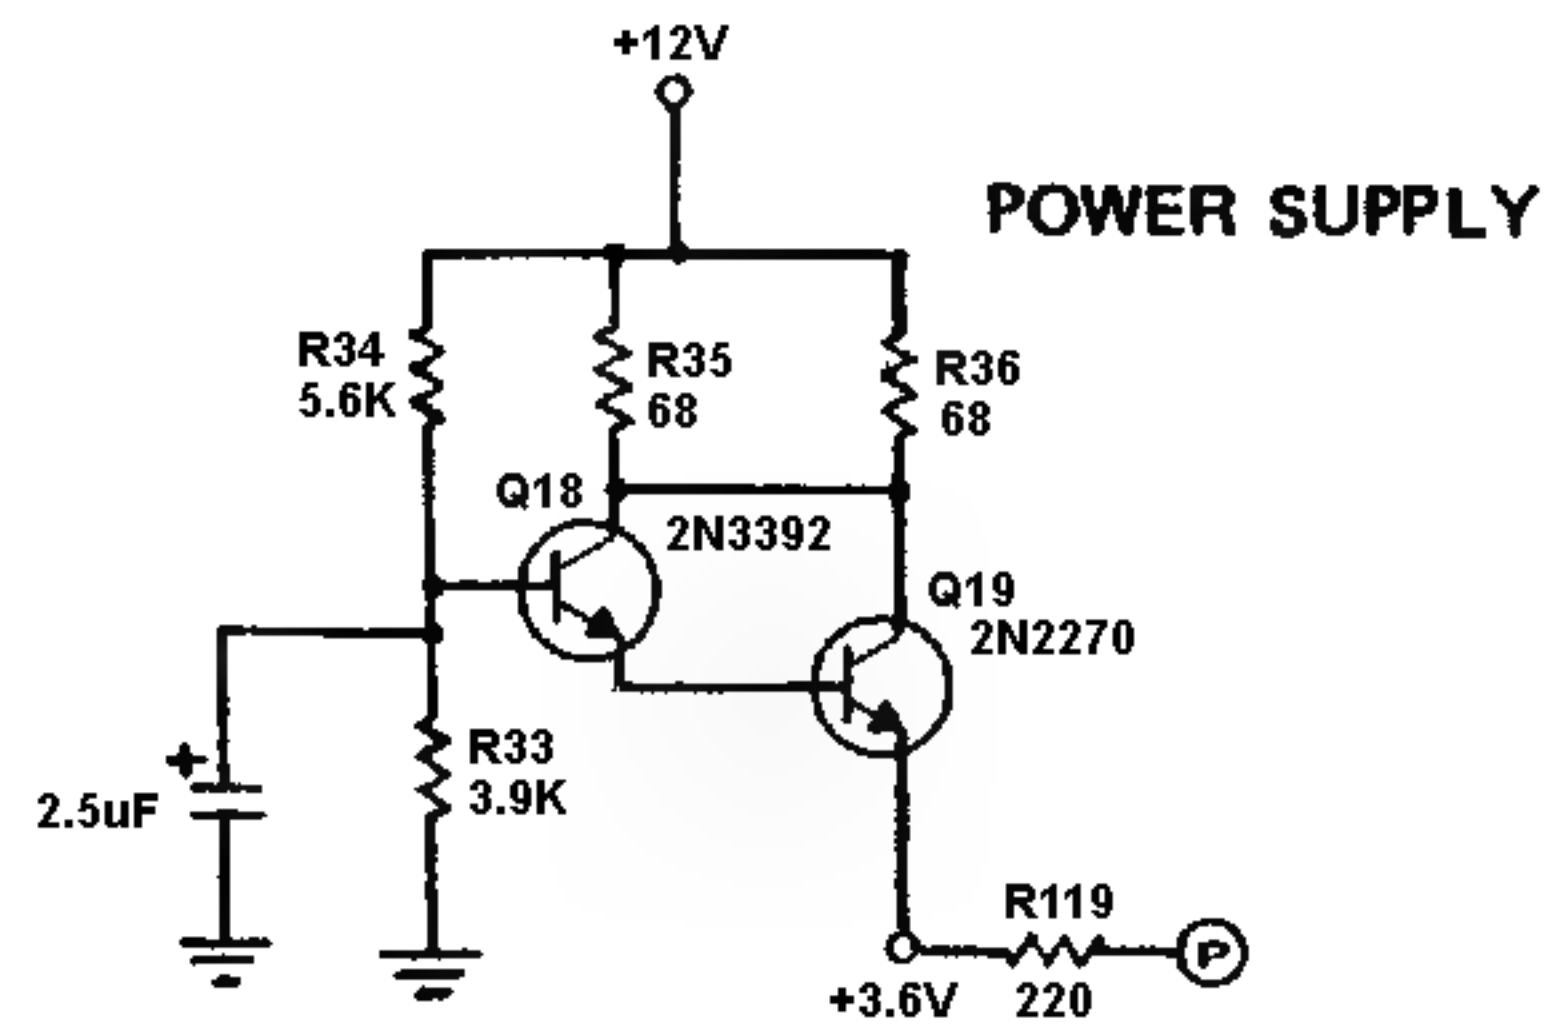 +12V
POWER SUPPLY
R34
5.6K
R35
68
R36
68
Q18
2N3392
Q19
2N2270
+
2.5uF
R33
3.9K
R119
220
P
+3.6V